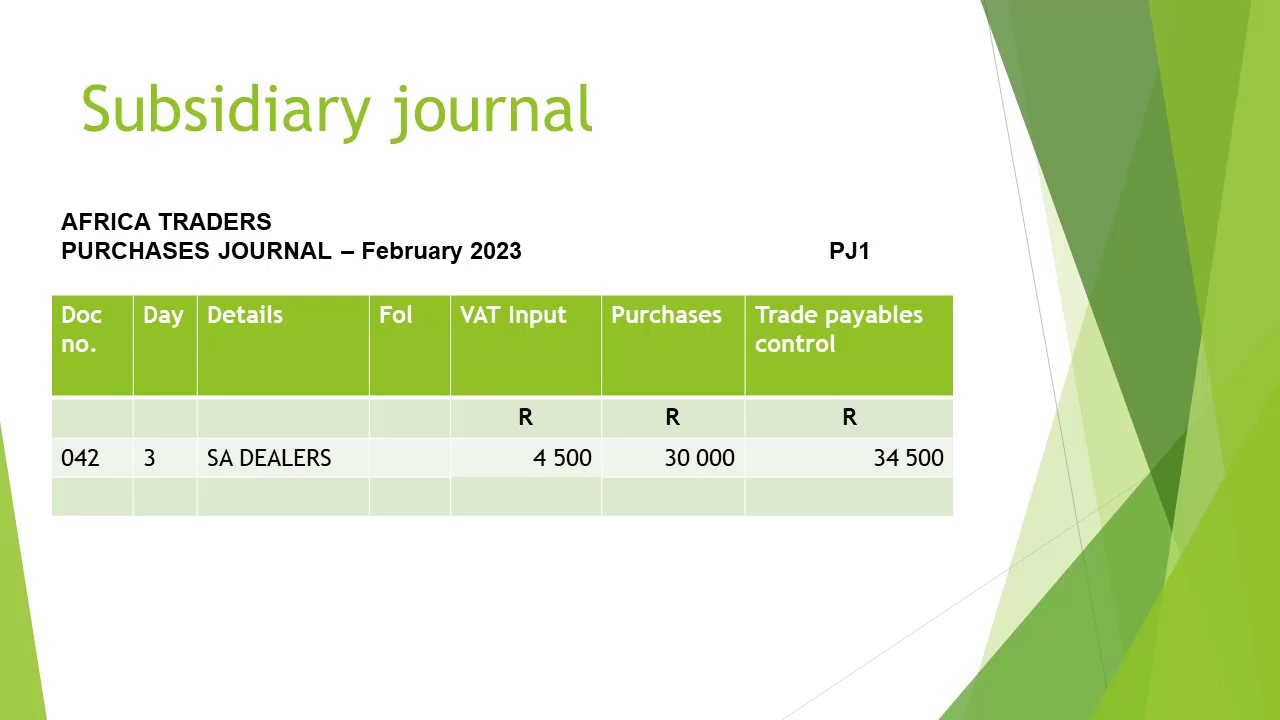 Subsidiary journal
AFRICA TRADERS
PURCHASES JOURNAL – February 2023 PJ1
Doc no. Day Details Fol VAT Input Purchases Trade payables control
R R R
042 3 SA DEALERS 4 500 30 000 34 500